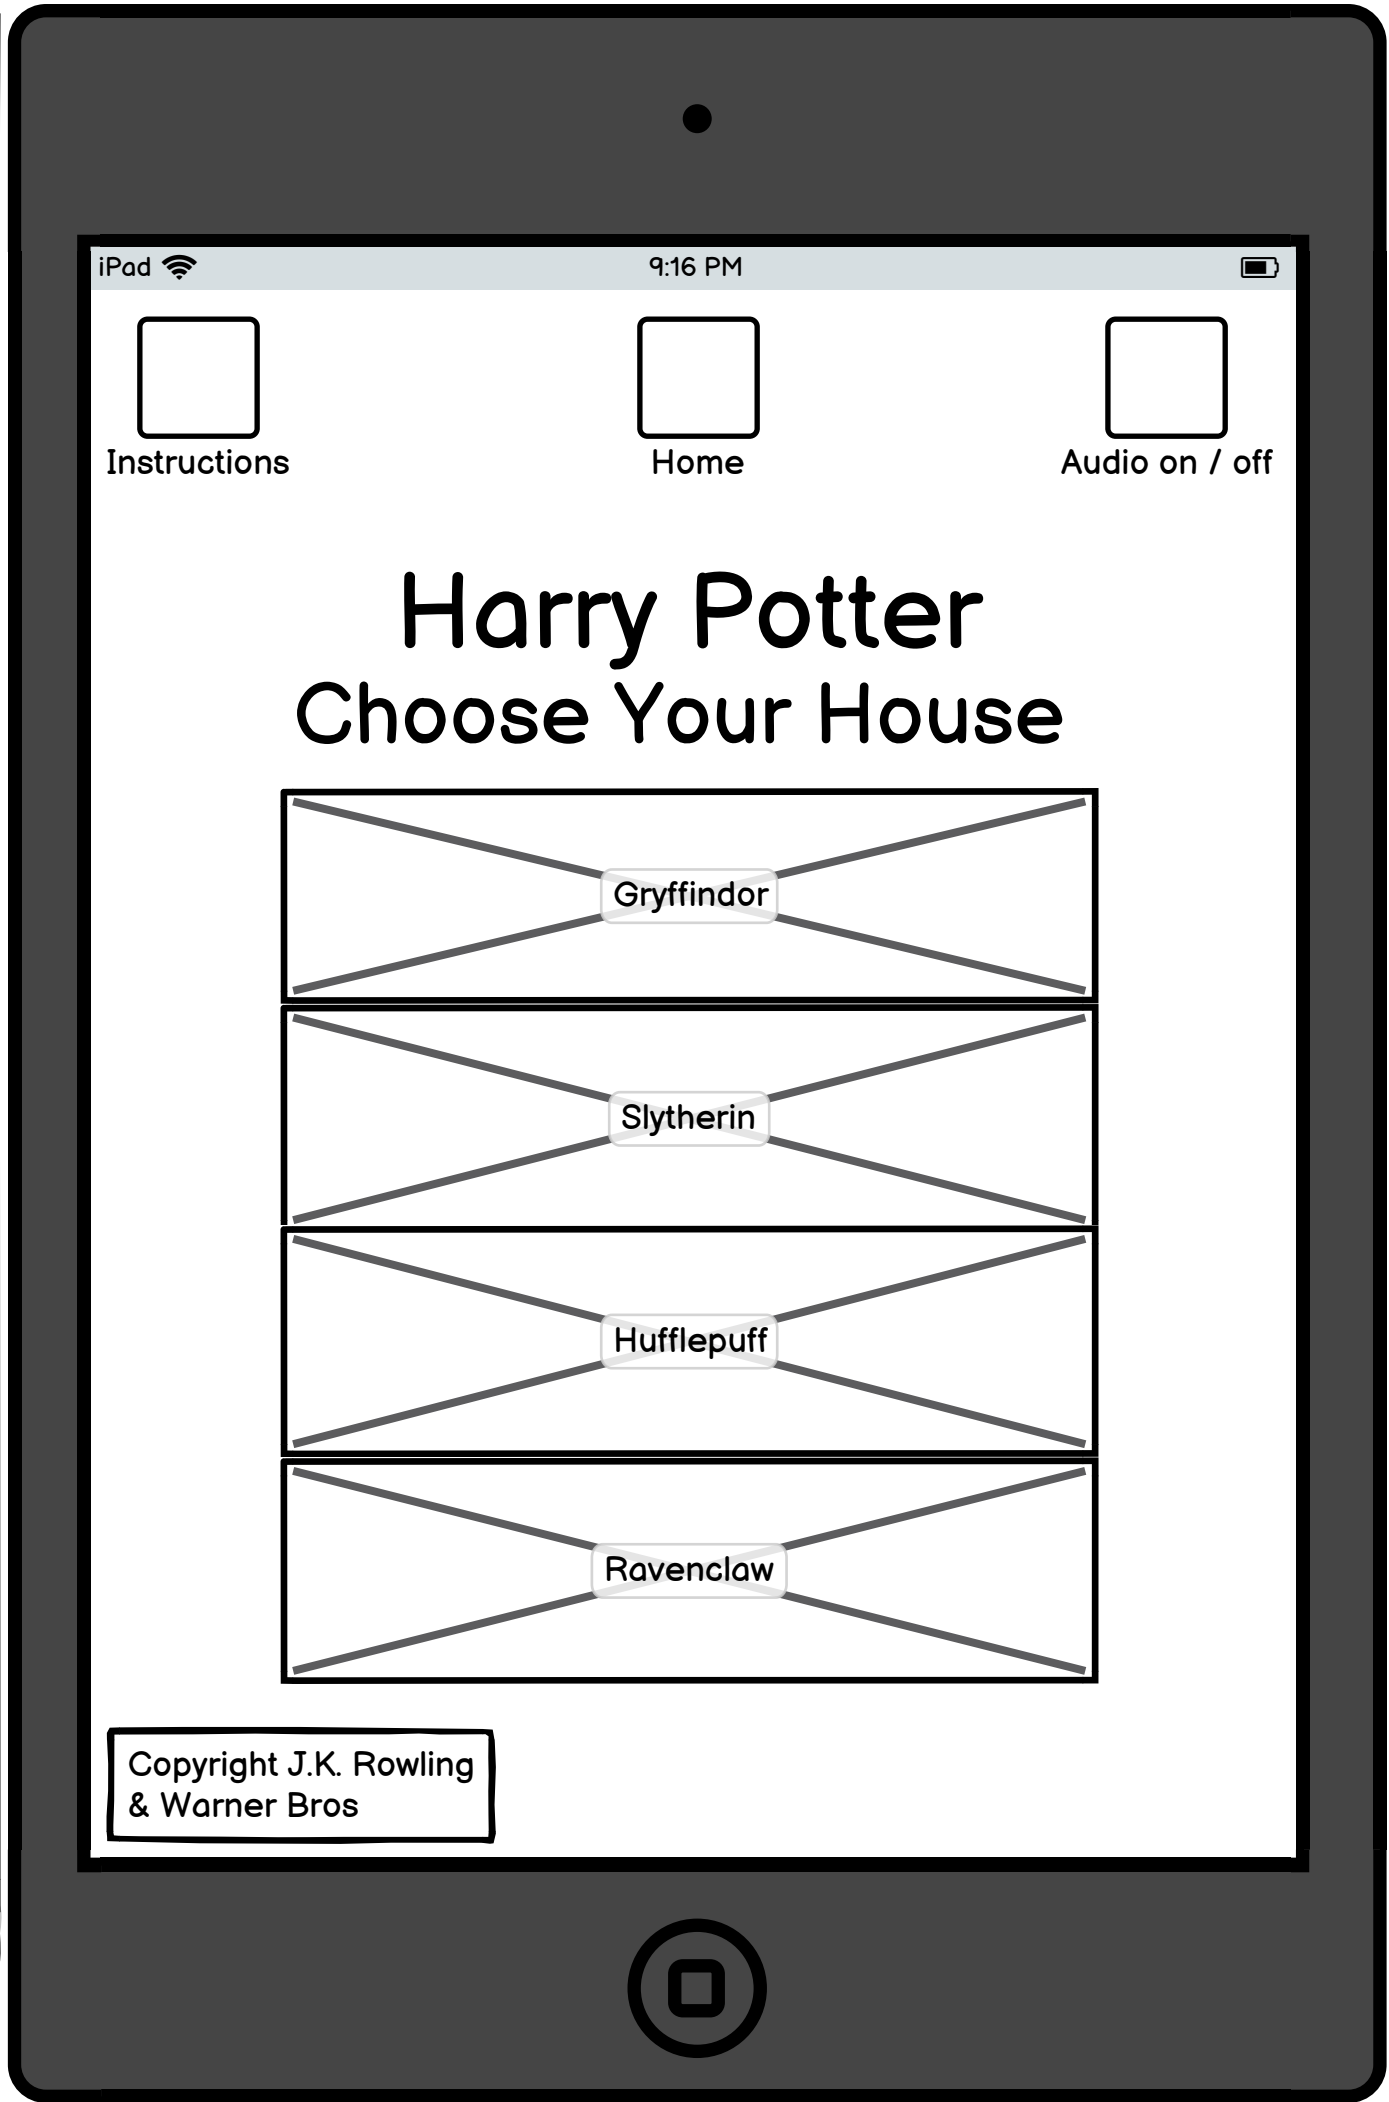 iPad 9:16 PM
Instructions Home Audio on / off
Harry Potter
Choose Your House
Gryffindor
Slytherin
Hufflepuff
Ravenclaw
Copyright J.K. Rowling
& Warner Bros